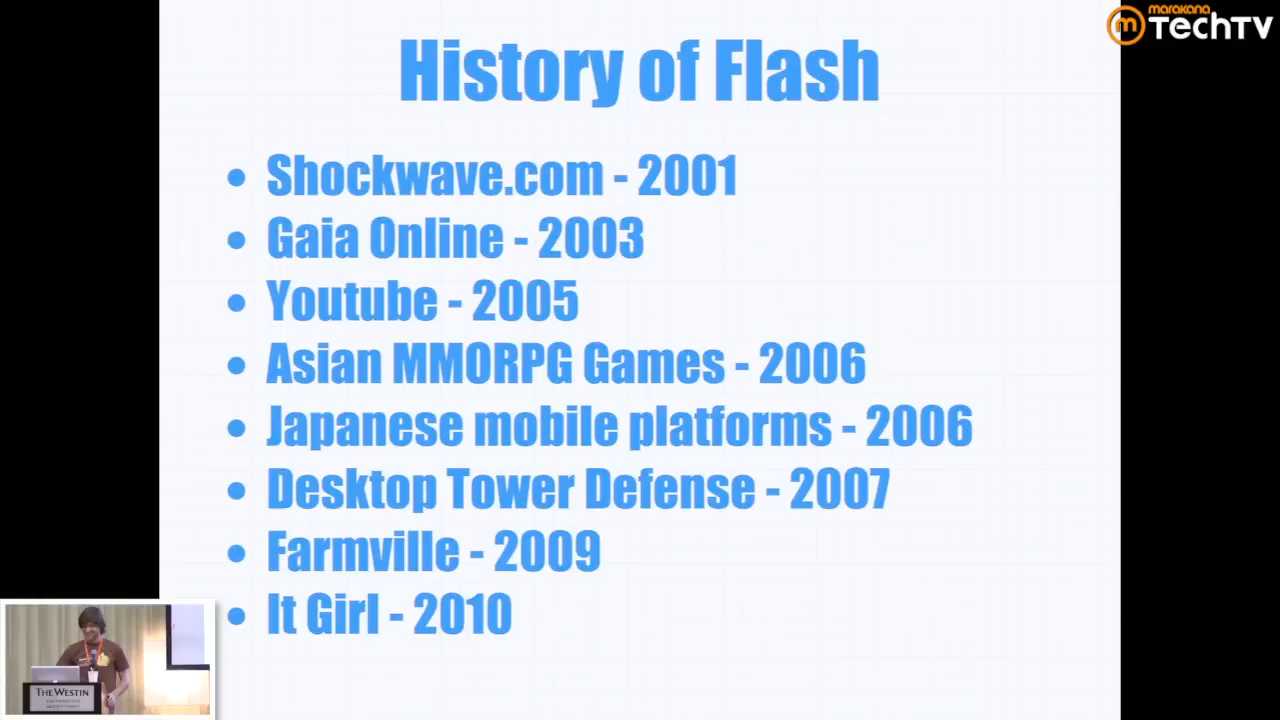 marakana
TechTV
History of Flash
• Shockwave.com - 2001
• Gaia Online - 2003
• Youtube - 2005
• Asian MMORPG Games - 2006
• Japanese mobile platforms - 2006
• Desktop Tower Defense - 2007
• Farmville - 2009
• It Girl - 2010
THE WESTIN